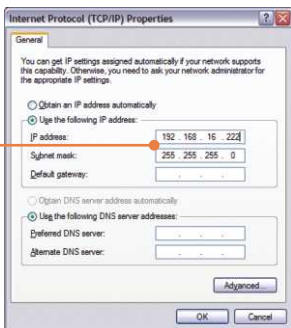 Internet Protocol (TCP/IP) Properties
General
You can get IP settings assigned automatically if your network supports
this capability. Otherwise, you need to ask your network administrator for
the appropriate IP settings.
Obtain an IP address automatically
Use the following IP address:
IP address: 192 . 168 . 16 . 222
Subnet mask: 255 . 255 . 255 . 0
Default gateway: . . .
Obtain DNS server address automatically
Use the following DNS server addresses:
Preferred DNS server: . . .
Alternate DNS server: . . .
Advanced...
OK Cancel